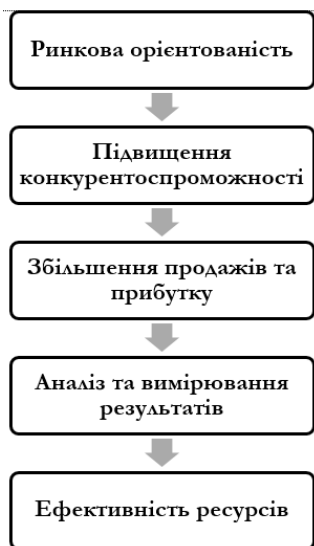 Ринкова орієнтованість
Підвищення
конкурентоспроможності
Збільшення продажів та
прибутку
Аналіз та вимірювання
результатів
Ефективність ресурсів